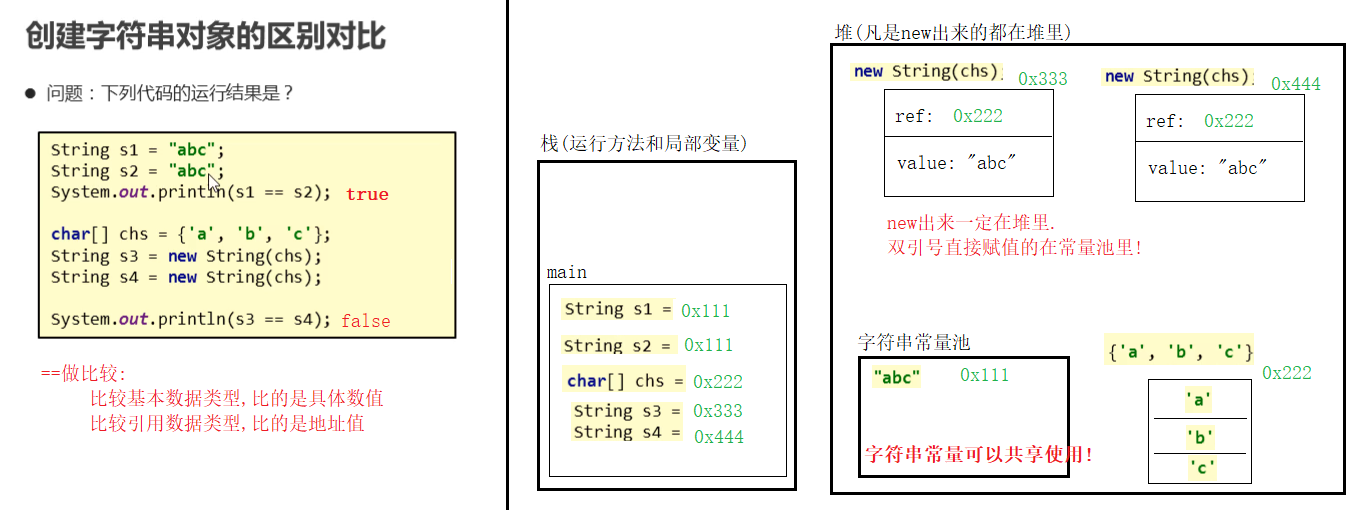 创建字符串对象的区别对比
● 问题：下列代码的运行结果是？
String s1 = "abc";
String s2 = "abc";
System.out.println(s1 == s2); true
char[] chs = {'a', 'b', 'c'};
String s3 = new String(chs);
String s4 = new String(chs);
System.out.println(s3 == s4); false
==做比较:
比较基本数据类型,比的是具体数值
比较引用数据类型,比的是地址值
栈(运行方法和局部变量)
main
String s1 = 0x111
String s2 = 0x111
char[] chs = 0x222
String s3 = 0x333
String s4 = 0x444
堆(凡是new出来的都在堆里)
new String(chs); 0x333
ref: 0x222
value: "abc"
new String(chs); 0x444
ref: 0x222
value: "abc"
new出来一定在堆里.
双引号直接赋值的在常量池里!
字符串常量池
"abc" 0x111
字符串常量可以共享使用!
{'a', 'b', 'c'}
0x222
'a'
'b'
'c'